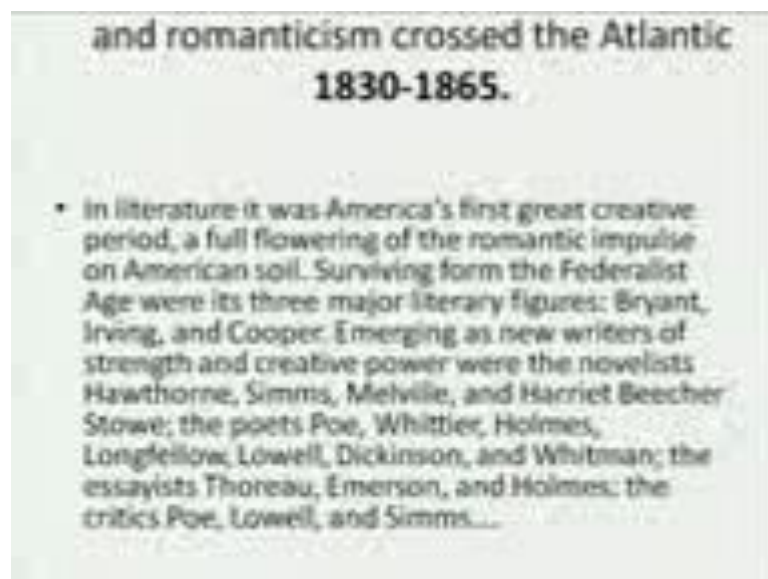 and romanticism crossed the Atlantic
1830-1865.
• In literature it was America's first great creative
period, a full flowering of the romantic impulse
on American soil. Surviving form the Federalist
Age were its three major literary figures: Bryant,
Irving, and Cooper. Emerging as new writers of
strength and creative power were the novelists
Hawthorne, Simms, Melville, and Harriet Beecher
Stowe; the poets Poe, Whittier, Holmes,
Longfellow, Lowell, Dickinson, and Whitman; the
essayists Thoreau, Emerson, and Holmes; the
critics Poe, Lowell, and Simms....